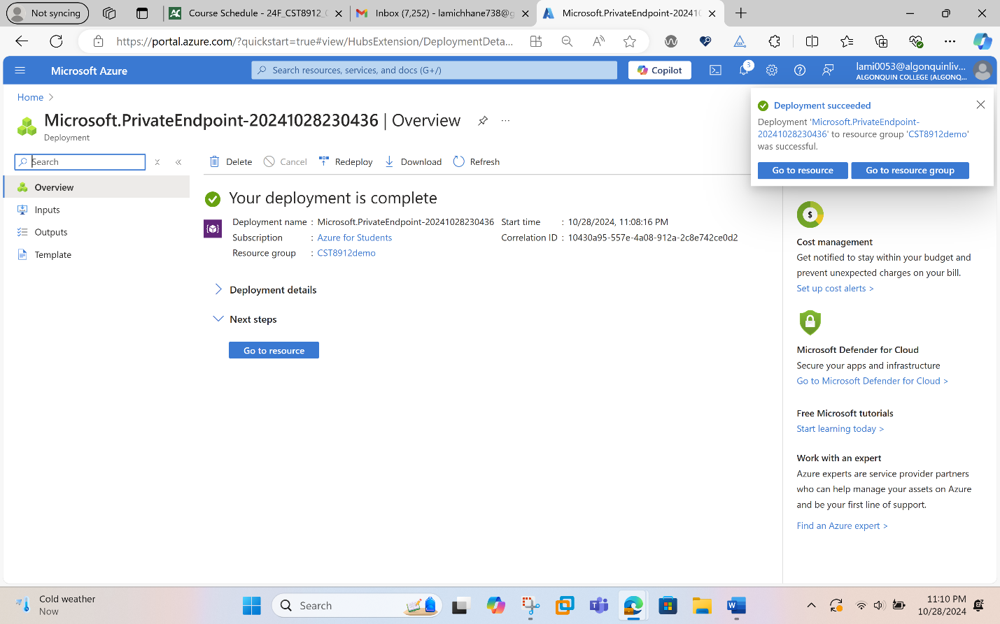 Not syncing
Course Schedule - 24F_CST8912_
Inbox (7,252) - lamichhane738@g
Microsoft.PrivateEndpoint-20241
https://portal.azure.com/?quickstart=true#view/HubsExtension/DeploymentDeta...
Microsoft Azure
Search resources, services, and docs (G+/)
Copilot
3
lami0053@algonquinliv...
ALGONQUIN COLLEGE (ALGONQ...
Home >
Microsoft.PrivateEndpoint-20241028230436 | Overview
Deployment
Deployment succeeded
Deployment 'Microsoft.PrivateEndpoint-
20241028230436' to resource group 'CST8912demo'
was successful.
Go to resource
Go to resource group
Search
Overview
Inputs
Outputs
Template
Delete
Cancel
Redeploy
Download
Refresh
Your deployment is complete
Deployment name : Microsoft.PrivateEndpoint-20241028230436
Subscription : Azure for Students
Resource group : CST8912demo
Start time : 10/28/2024, 11:08:16 PM
Correlation ID : 10430a95-557e-4a08-912a-2c8e742ce0d2
Deployment details
Next steps
Go to resource
Cost management
Get notified to stay within your budget and
prevent unexpected charges on your bill.
Set up cost alerts >
Microsoft Defender for Cloud
Secure your apps and infrastructure
Go to Microsoft Defender for Cloud >
Free Microsoft tutorials
Start learning today >
Work with an expert
Azure experts are service provider partners
who can help manage your assets on Azure
and be your first line of support.
Find an Azure expert >
Cold weather
Now
Search
11:10 PM
10/28/2024